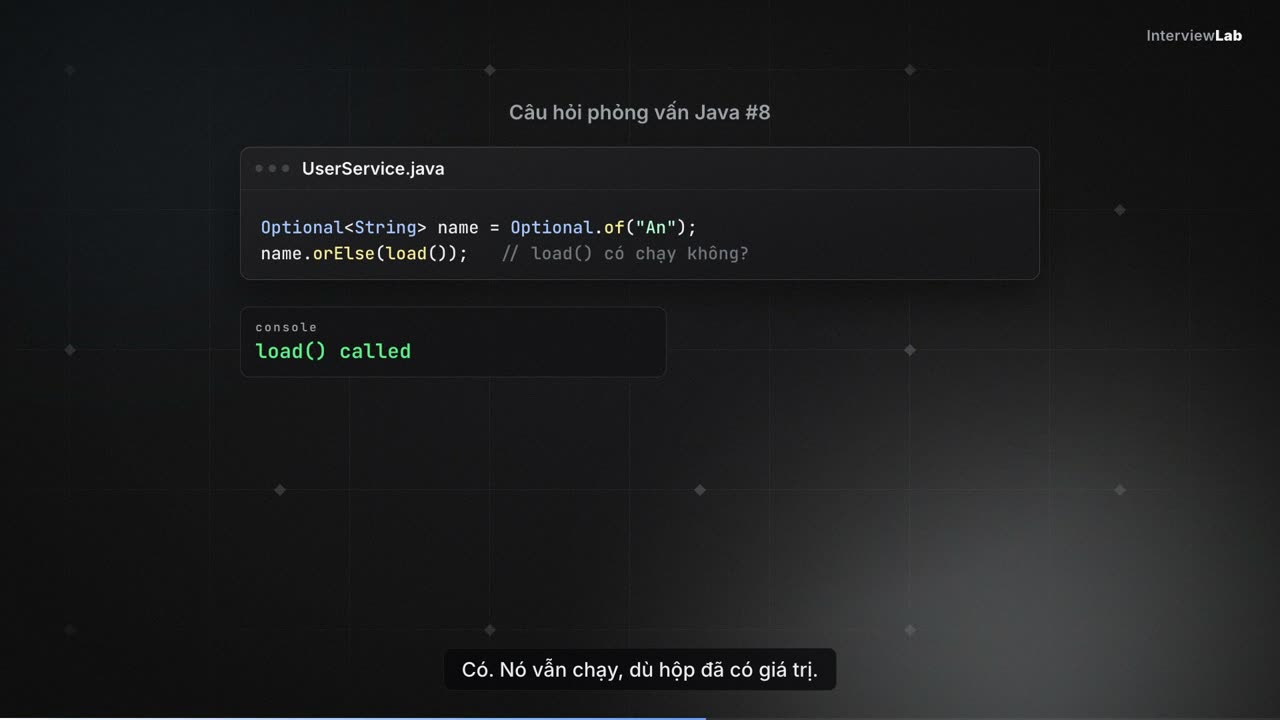 InterviewLab
Câu hỏi phỏng vấn Java #8
UserService.java
Optional<String> name = Optional.of("An");
name.orElse(load());   // load() có chạy không?
console
load() called
Có. Nó vẫn chạy, dù hộp đã có giá trị.